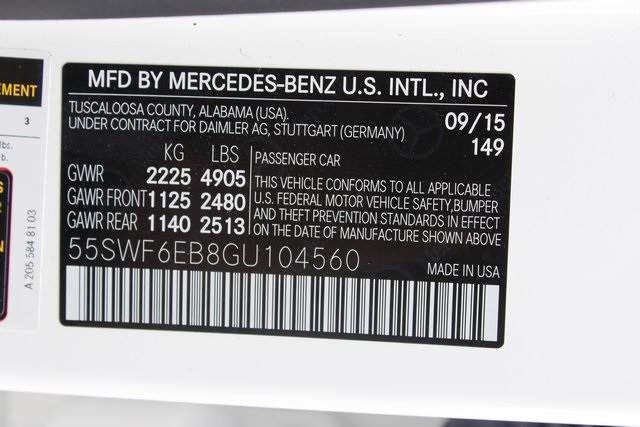 MFD BY MERCEDES-BENZ U.S. INTL., INC
TUSCALOOSA COUNTY, ALABAMA (USA).
UNDER CONTRACT FOR DAIMLER AG, STUTTGART (GERMANY)
09/15
149
KG LBS
GVWR 2225 4905
GAWR FRONT 1125 2480
GAWR REAR 1140 2513
PASSENGER CAR
THIS VEHICLE CONFORMS TO ALL APPLICABLE
U.S. FEDERAL MOTOR VEHICLE SAFETY,BUMPER
AND THEFT PREVENTION STANDARDS IN EFFECT
ON THE DATE OF MANUFACTURE SHOWN ABOVE.
55SWF6EB8GU104560
MADE IN USA
EMENT
3
lbs.
rb.
A 205 584 81 03